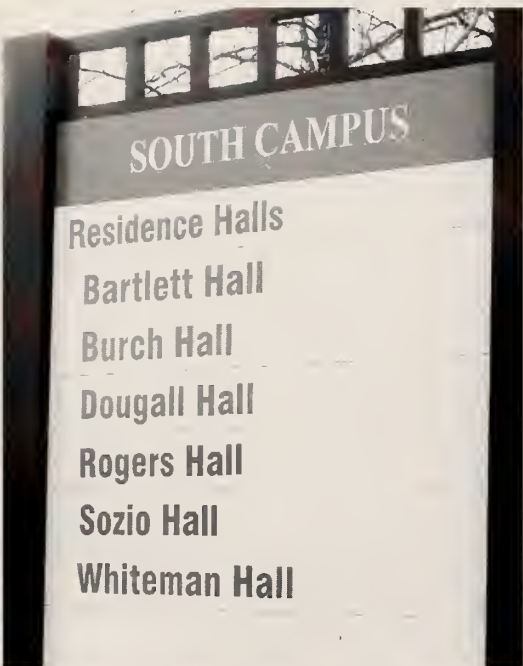 SOUTH CAMPUS
Residence Halls
Bartlett Hall
Burch Hall
Dougall Hall
Rogers Hall
Sozio Hall
Whiteman Hall